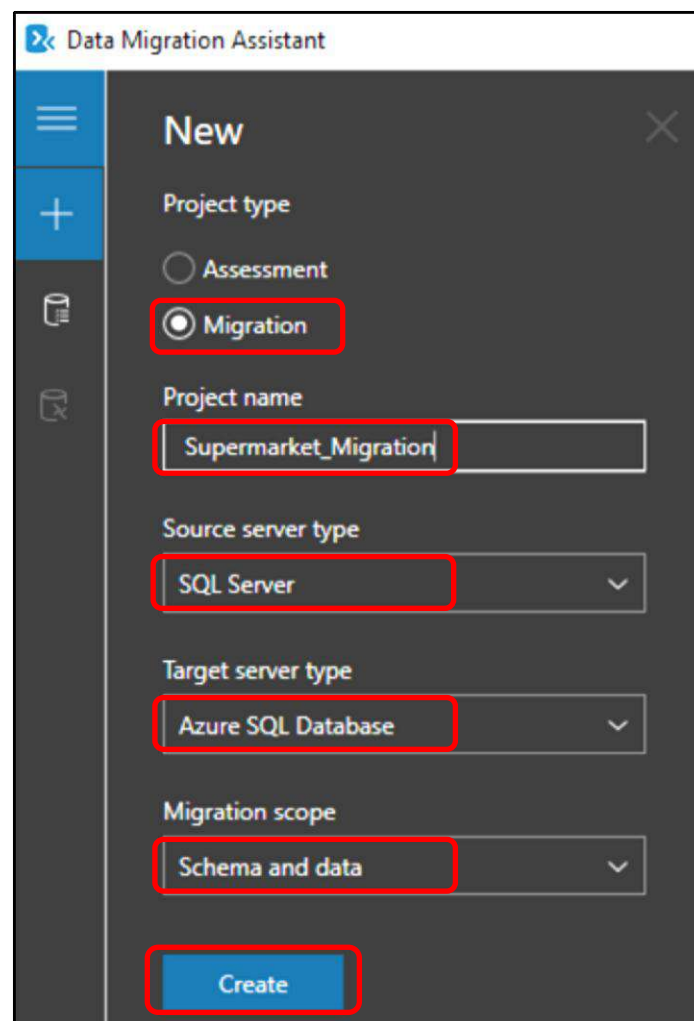 Data Migration Assistant
New
Project type
Assessment
Migration
Project name
Supermarket_Migration
Source server type
SQL Server
Target server type
Azure SQL Database
Migration scope
Schema and data
Create